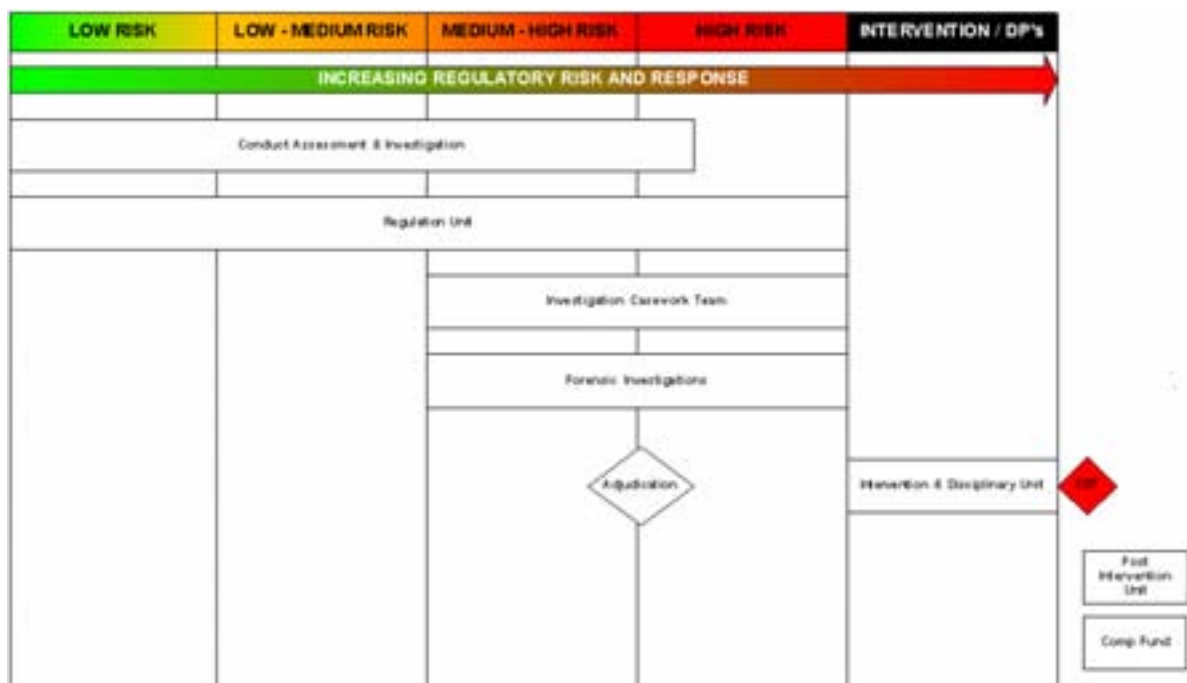 LOW RISK
LOW - MEDIUM RISK
MEDIUM - HIGH RISK
HIGH RISK
INTERVENTION / DP's
INCREASING REGULATORY RISK AND RESPONSE
Conduct Assessment & Investigation
Regulation Unit
Investigation Casework Team
Forensic Investigations
Adjudication
Intervention & Disciplinary Unit
Post
Intervention
Unit
Comp Fund